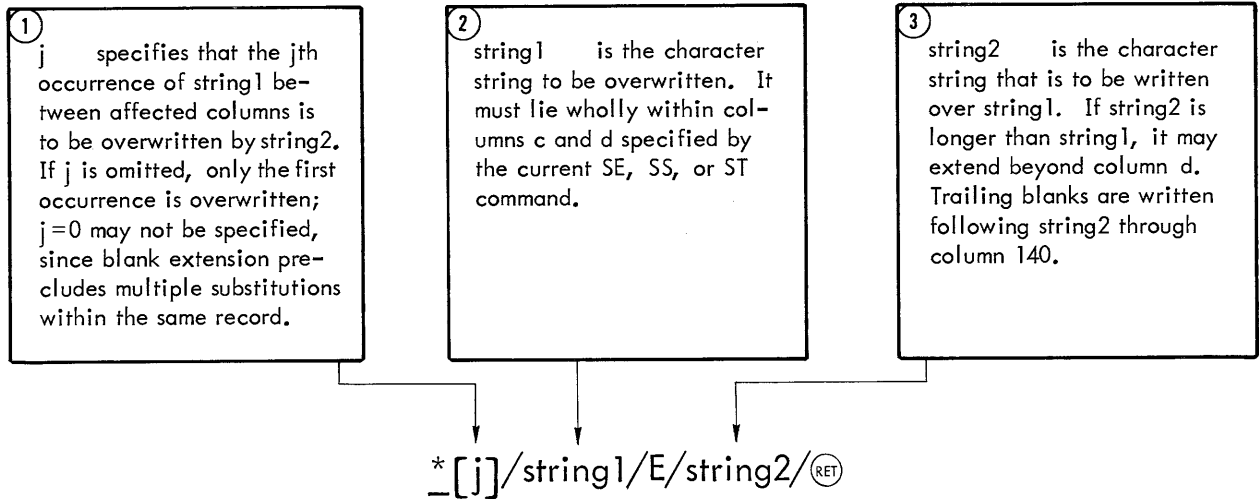 1
j specifies that the jth
occurrence of string1 be-
tween affected columns is
to be overwritten by string2.
If j is omitted, only the first
occurrence is overwritten;
j=0 may not be specified,
since blank extension pre-
cludes multiple substitutions
within the same record.
2
string1 is the character
string to be overwritten. It
must lie wholly within col-
umns c and d specified by
the current SE, SS, or ST
command.
3
string2 is the character
string that is to be written
over string1. If string2 is
longer than string1, it may
extend beyond column d.
Trailing blanks are written
following string2 through
column 140.
*[j]/string1/E/string2/ RET